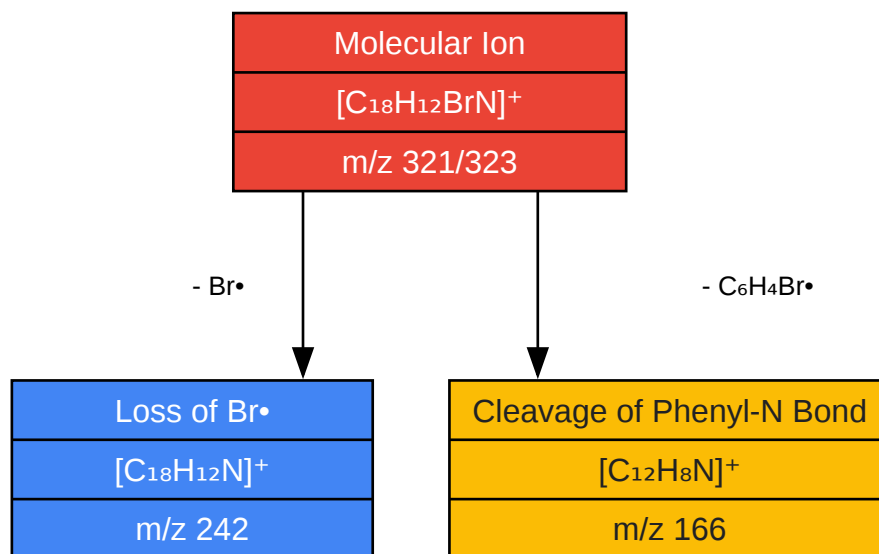 Molecular Ion
[C₁₈H₁₂BrN]⁺
m/z 321/323
- Br•
- C₆H₄Br•
Loss of Br•
[C₁₈H₁₂N]⁺
m/z 242
Cleavage of Phenyl-N Bond
[C₁₂H₈N]⁺
m/z 166